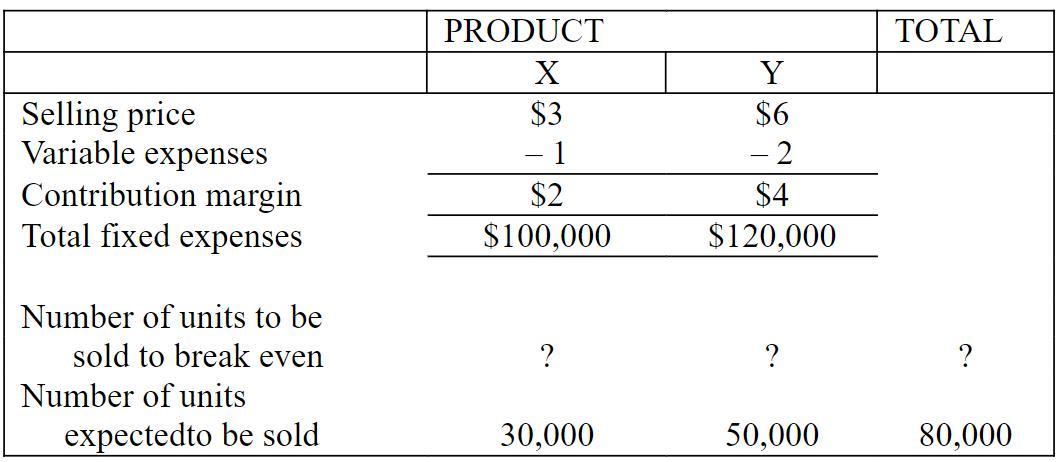 PRODUCT TOTAL
X Y
Selling price $3 $6
Variable expenses – 1 – 2
Contribution margin $2 $4
Total fixed expenses $100,000 $120,000
Number of units to be
sold to break even ? ? ?
Number of units
expectedto be sold 30,000 50,000 80,000